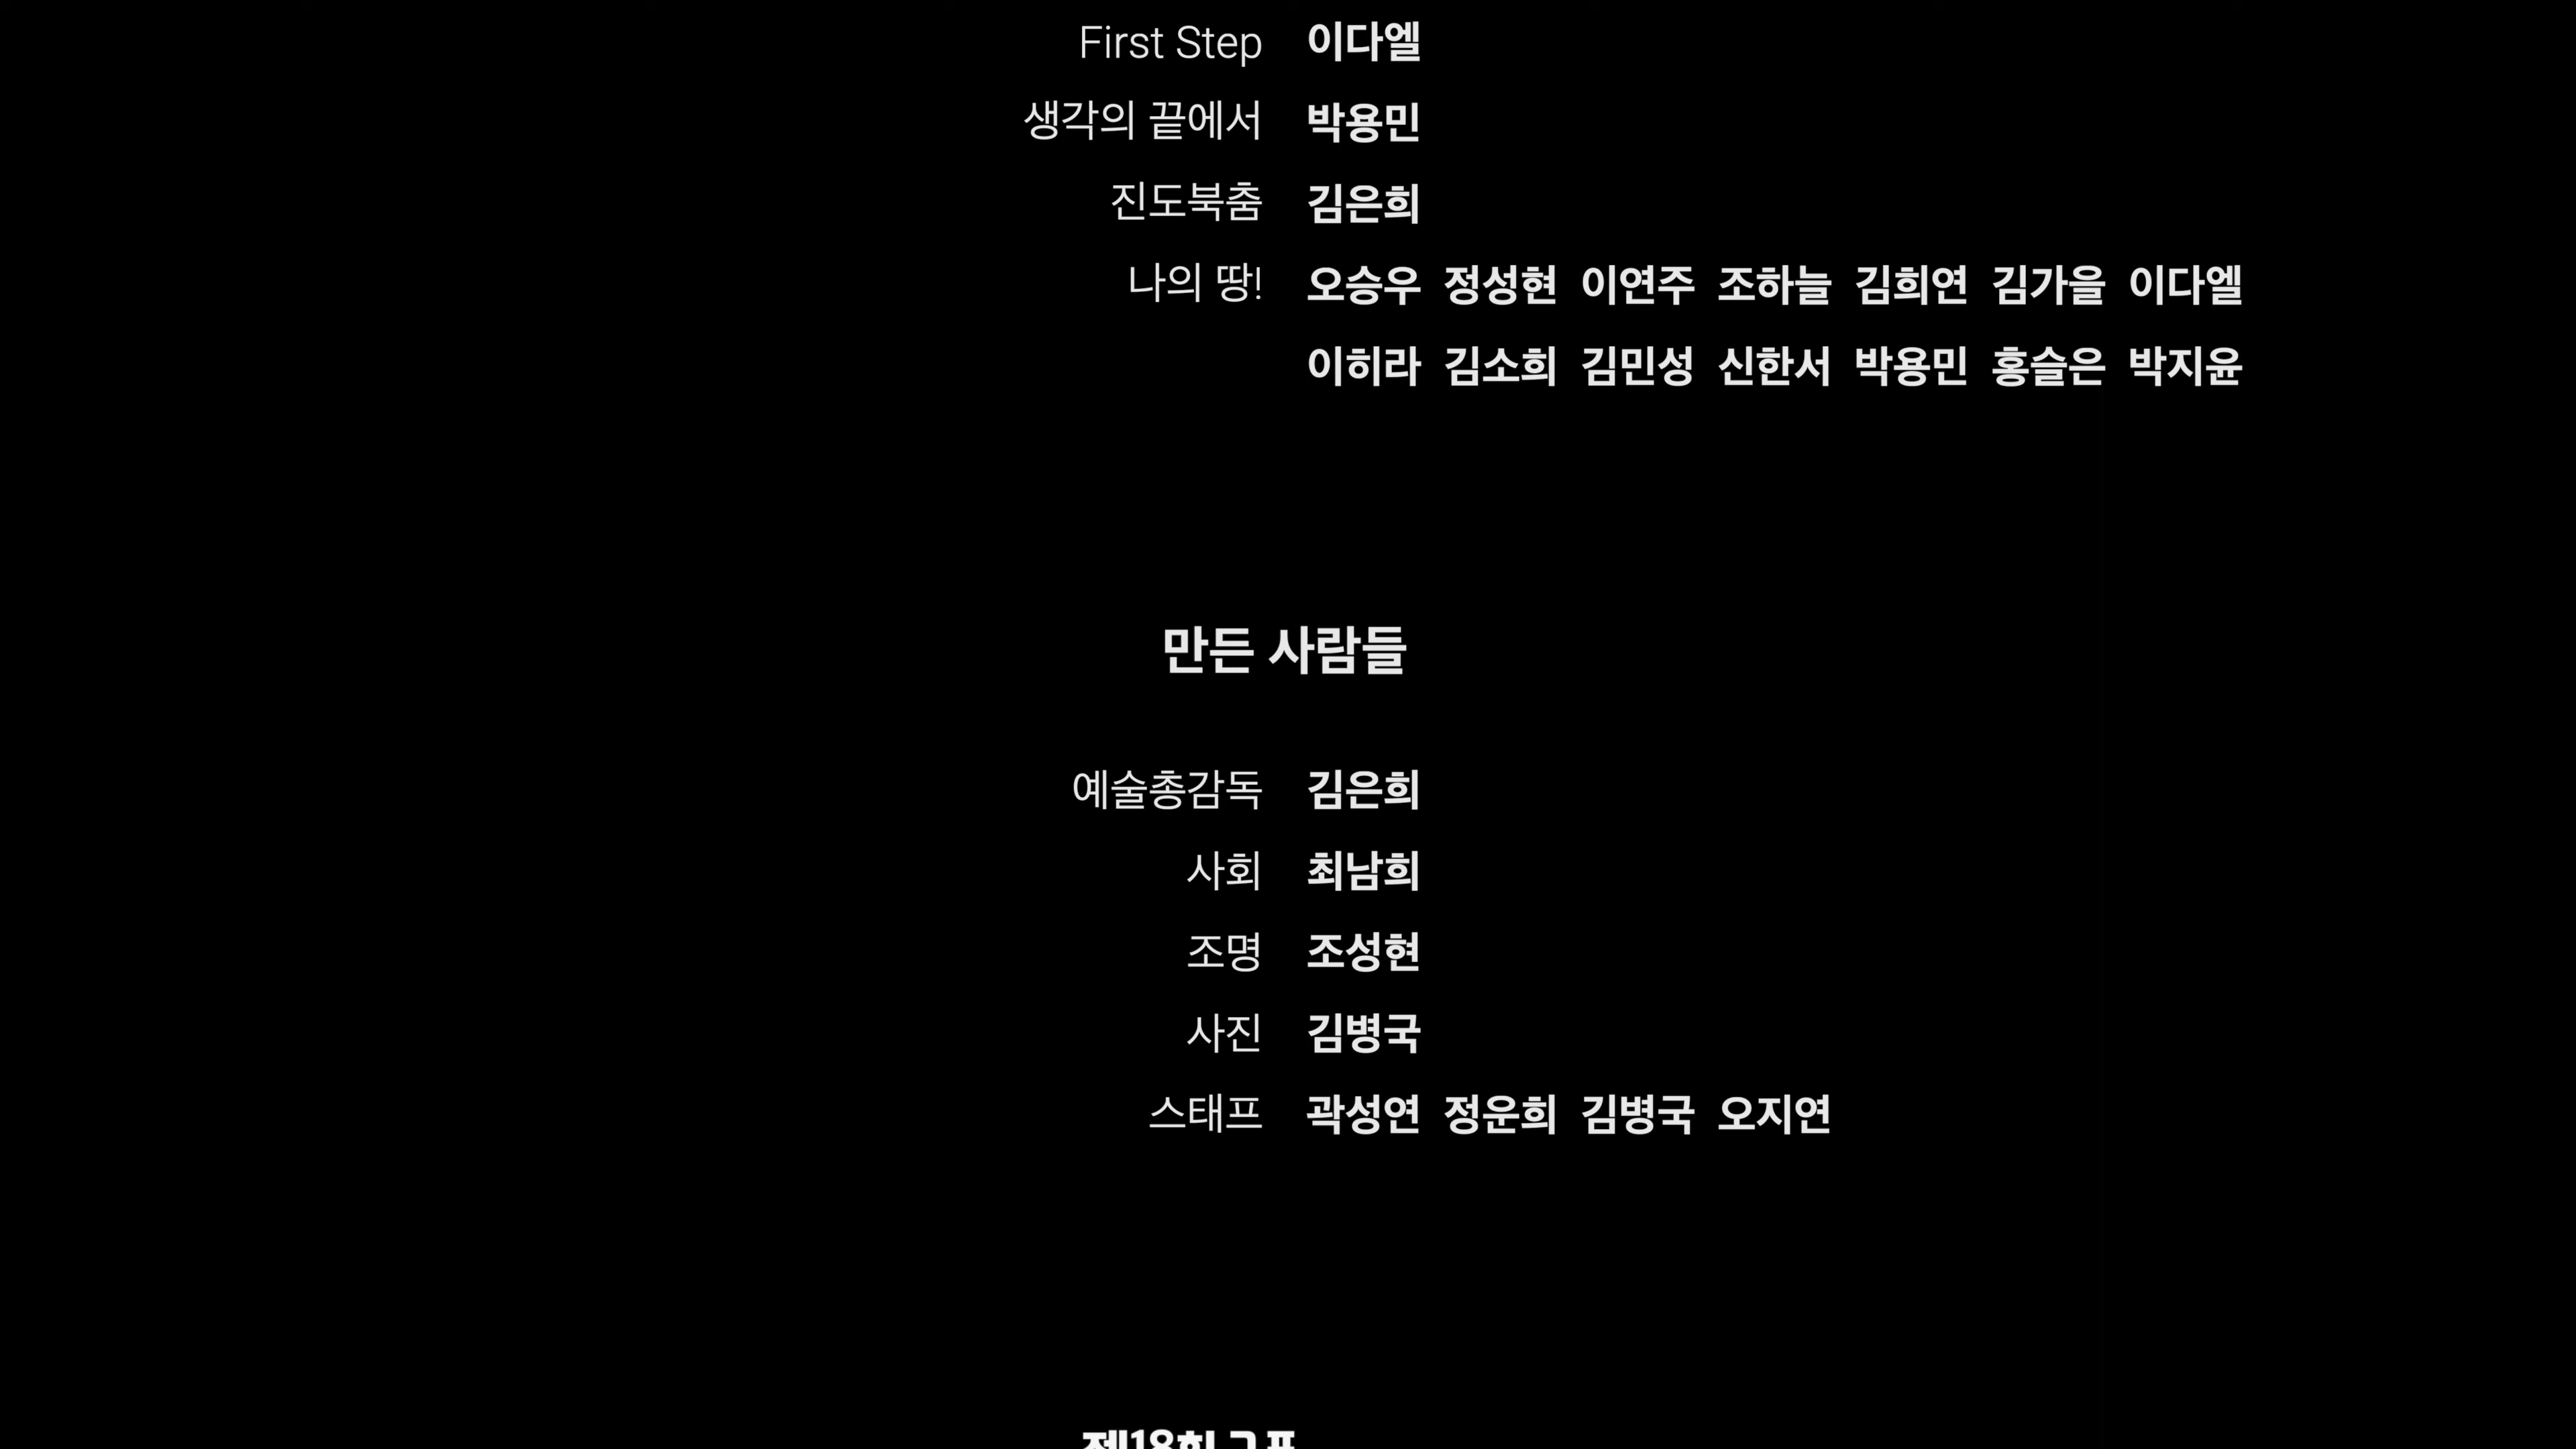 First Step 이다엘
생각의 끝에서 박용민
진도북춤 김은희
나의 땅! 오승우 정성현 이연주 조하늘 김희연 김가을 이다엘
이히라 김소희 김민성 신한서 박용민 홍슬은 박지윤
만든 사람들
예술총감독 김은희
사회 최남희
조명 조성현
사진 김병국
스태프 곽성연 정운희 김병국 오지연
제18회